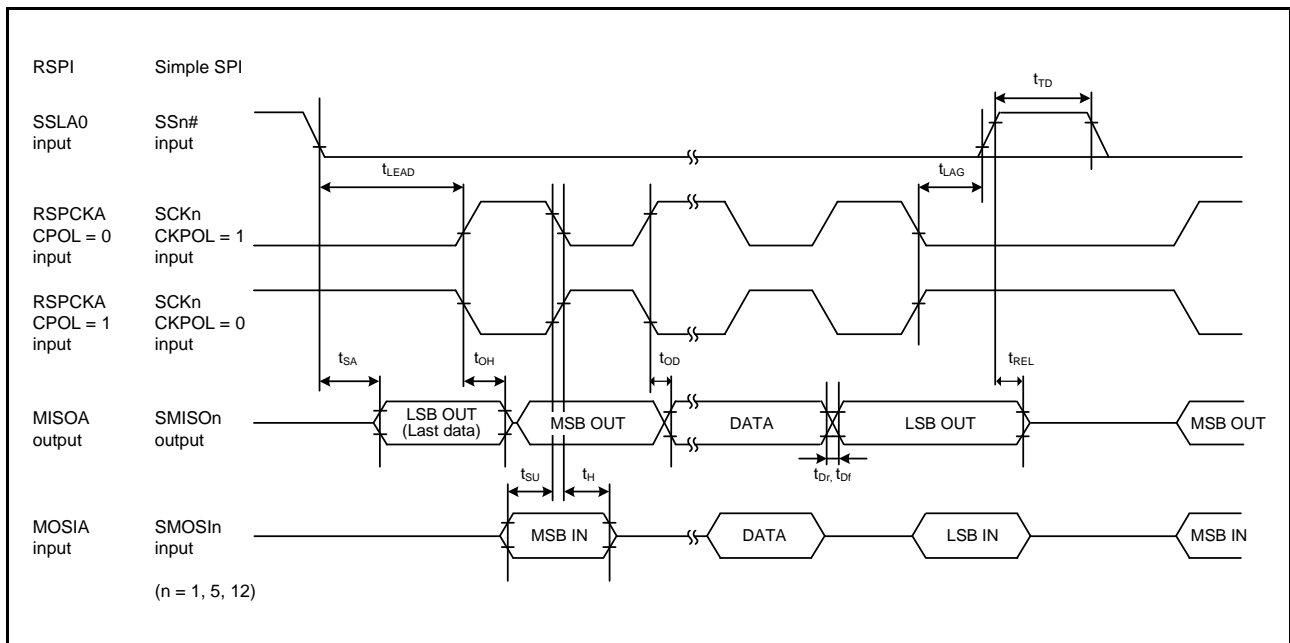 RSPI Simple SPI
tTD
SSLA0 SSn#
input input
tLEAD tLAG
RSPCKA SCKn
CPOL = 0 CKPOL = 1
input input
RSPCKA SCKn
CPOL = 1 CKPOL = 0
input input
tSA tOH tOD tREL
MISOA SMISOn
output output
LSB OUT
(Last data)
MSB OUT DATA LSB OUT MSB OUT
tDr, tDf
tSU tH
MOSIA SMOSIn
input input
MSB IN DATA LSB IN MSB IN
(n = 1, 5, 12)